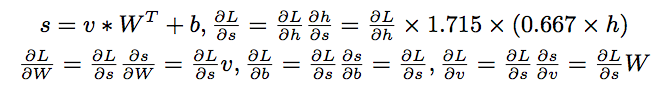 s = v * W^T + b, ∂L/∂s = ∂L/∂h ∂h/∂s = ∂L/∂h × 1.715 × (0.667 × h)
∂L/∂W = ∂L/∂s ∂s/∂W = ∂L/∂s v, ∂L/∂b = ∂L/∂s ∂s/∂b = ∂L/∂s, ∂L/∂v = ∂L/∂s ∂s/∂v = ∂L/∂s W